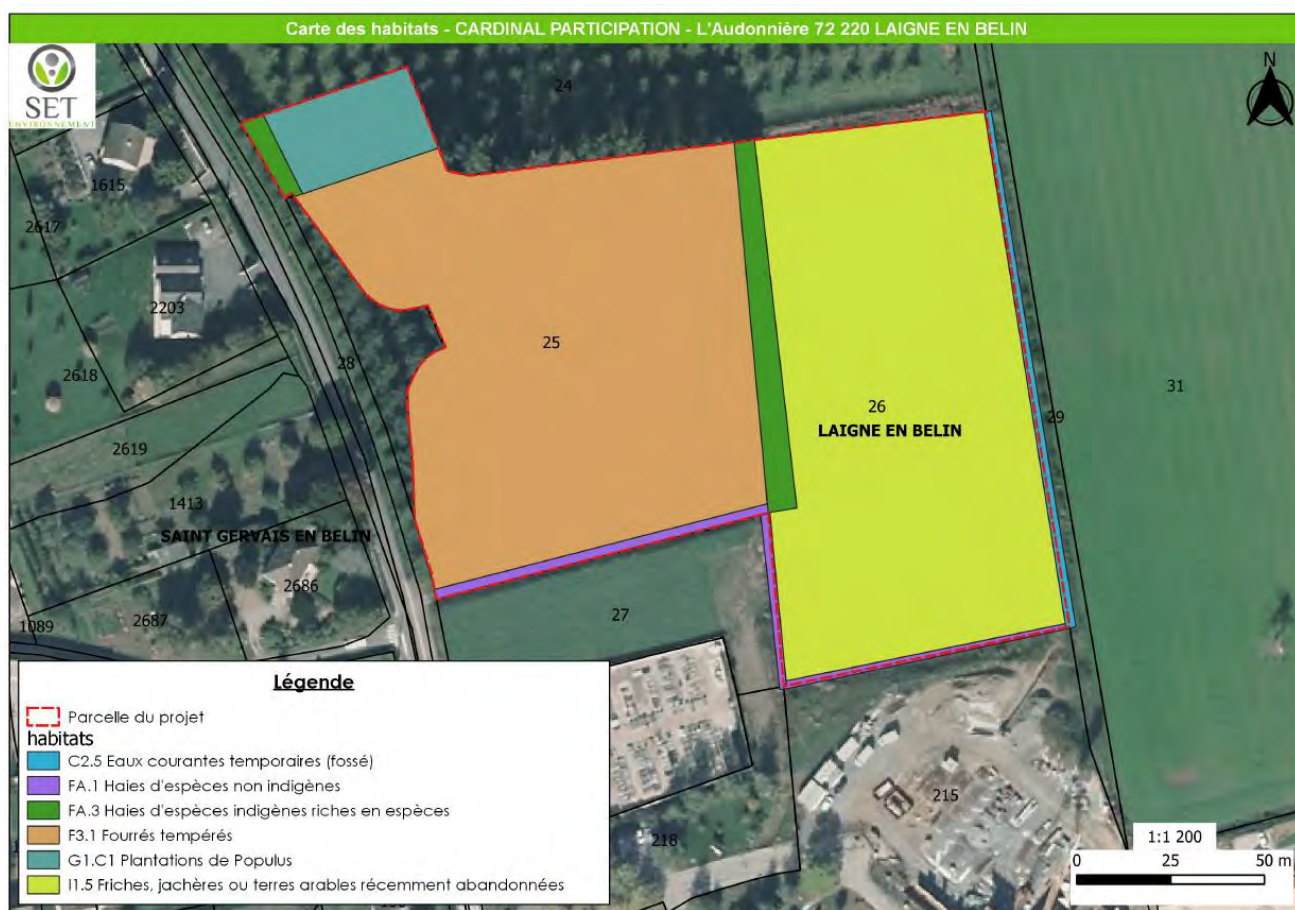 Carte des habitats - CARDINAL PARTICIPATION - L'Audonnière 72 220 LAIGNE EN BELIN
SET
ENVIRONNEMENT
N
24
1615
2617
2203
28
25
2618
31
26
29
LAIGNE EN BELIN
2619
1413
SAINT GERVAIS EN BELIN
2686
2687
27
1089
215
218
Légende
Parcelle du projet
habitats
C2.5 Eaux courantes temporaires (fossé)
FA.1 Haies d'espèces non indigènes
FA.3 Haies d'espèces indigènes riches en espèces
F3.1 Fourrés tempérés
G1.C1 Plantations de Populus
I1.5 Friches, jachères ou terres arables récemment abandonnées
1:1 200
0 25 50 m